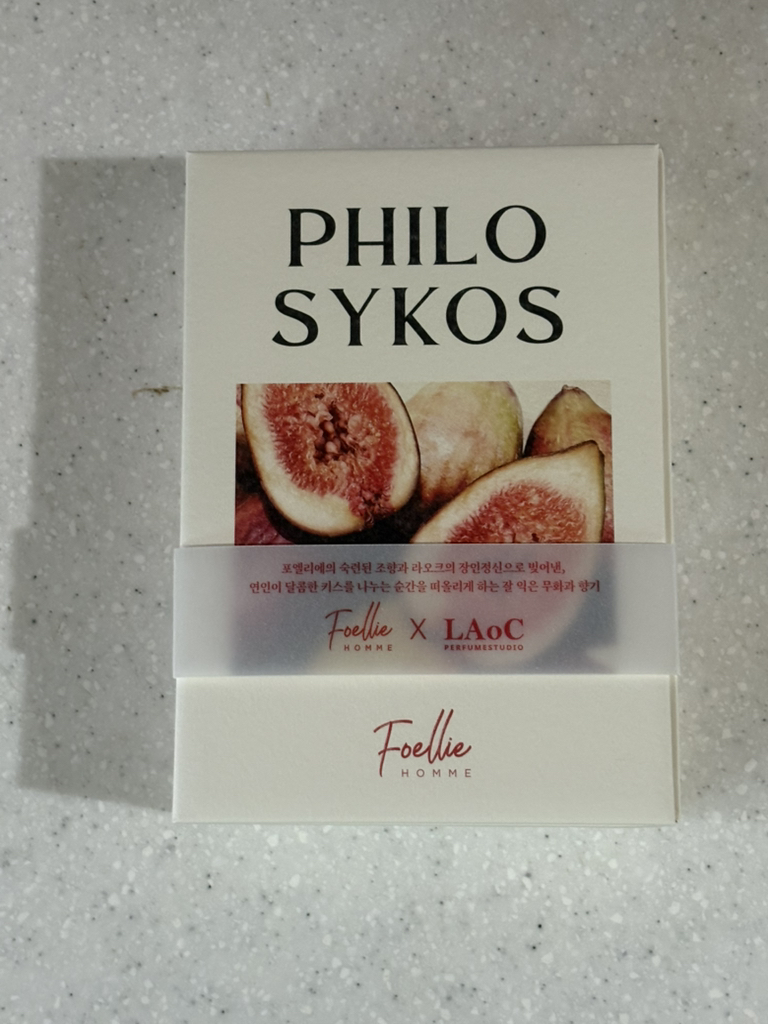 PHILO
SYKOS
포엘리에의 숙련된 조향과 라오크의 장인정신으로 빚어낸,
연인이 달콤한 키스를 나누는 순간을 떠올리게 하는 잘 익은 무화과 향기
Foellie HOMME X LAoC PERFUMESTUDIO
Foellie
HOMME